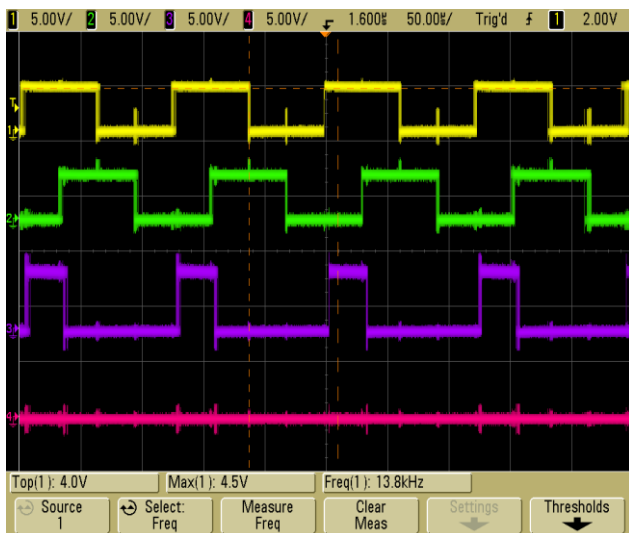 1 5.00V/ 2 5.00V/ 3 5.00V/ 4 5.00V/ 1.600⅍ 50.00⅍/ Trig'd 1 2.00V
T
1
2
3
4
Top(1): 4.0V Max(1): 4.5V Freq(1): 13.8kHz
Source Select: Measure Clear Settings Thresholds
1 Freq Freq Meas